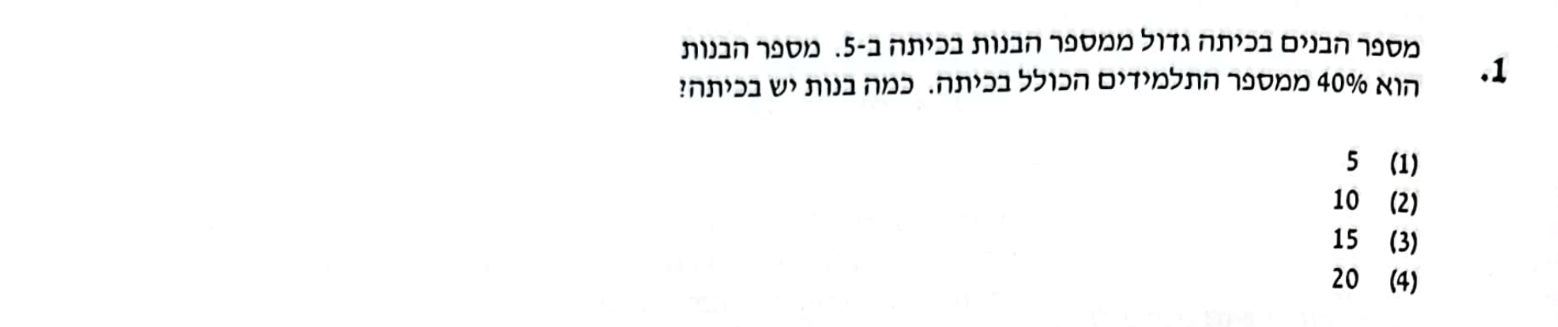 1. מספר הבנים בכיתה גדול ממספר הבנות בכיתה ב-5. מספר הבנות
הוא 40% ממספר התלמידים הכולל בכיתה. כמה בנות יש בכיתה?
(1) 5
(2) 10
(3) 15
(4) 20